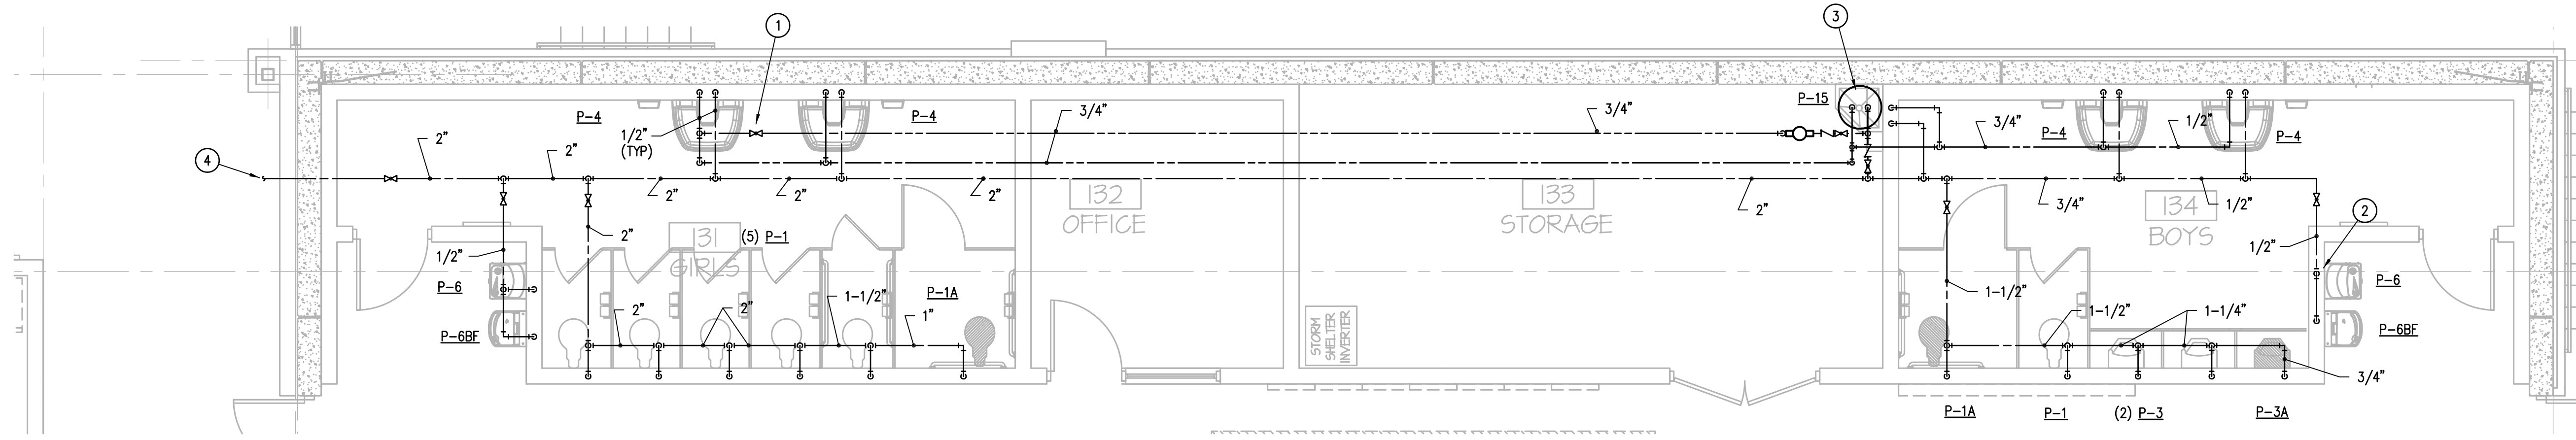 1
3
P-15
3/4"
3/4"
P-4
P-4
1/2"
(TYP)
2"
2"
4
2"
2"
2"
2"
3/4"
P-4
1/2"
P-4
132
OFFICE
133
STORAGE
134
BOYS
3/4"
1/2"
2
131
GIRLS
(5) P-1
2"
1/2"
1/2"
P-6
P-6BF
2"
2"
1-1/2"
P-1A
1"
STORM
SHELTER
INVERTER
1-1/2"
1-1/2"
1-1/4"
P-6
P-6BF
3/4"
P-1A
P-1
(2) P-3
P-3A